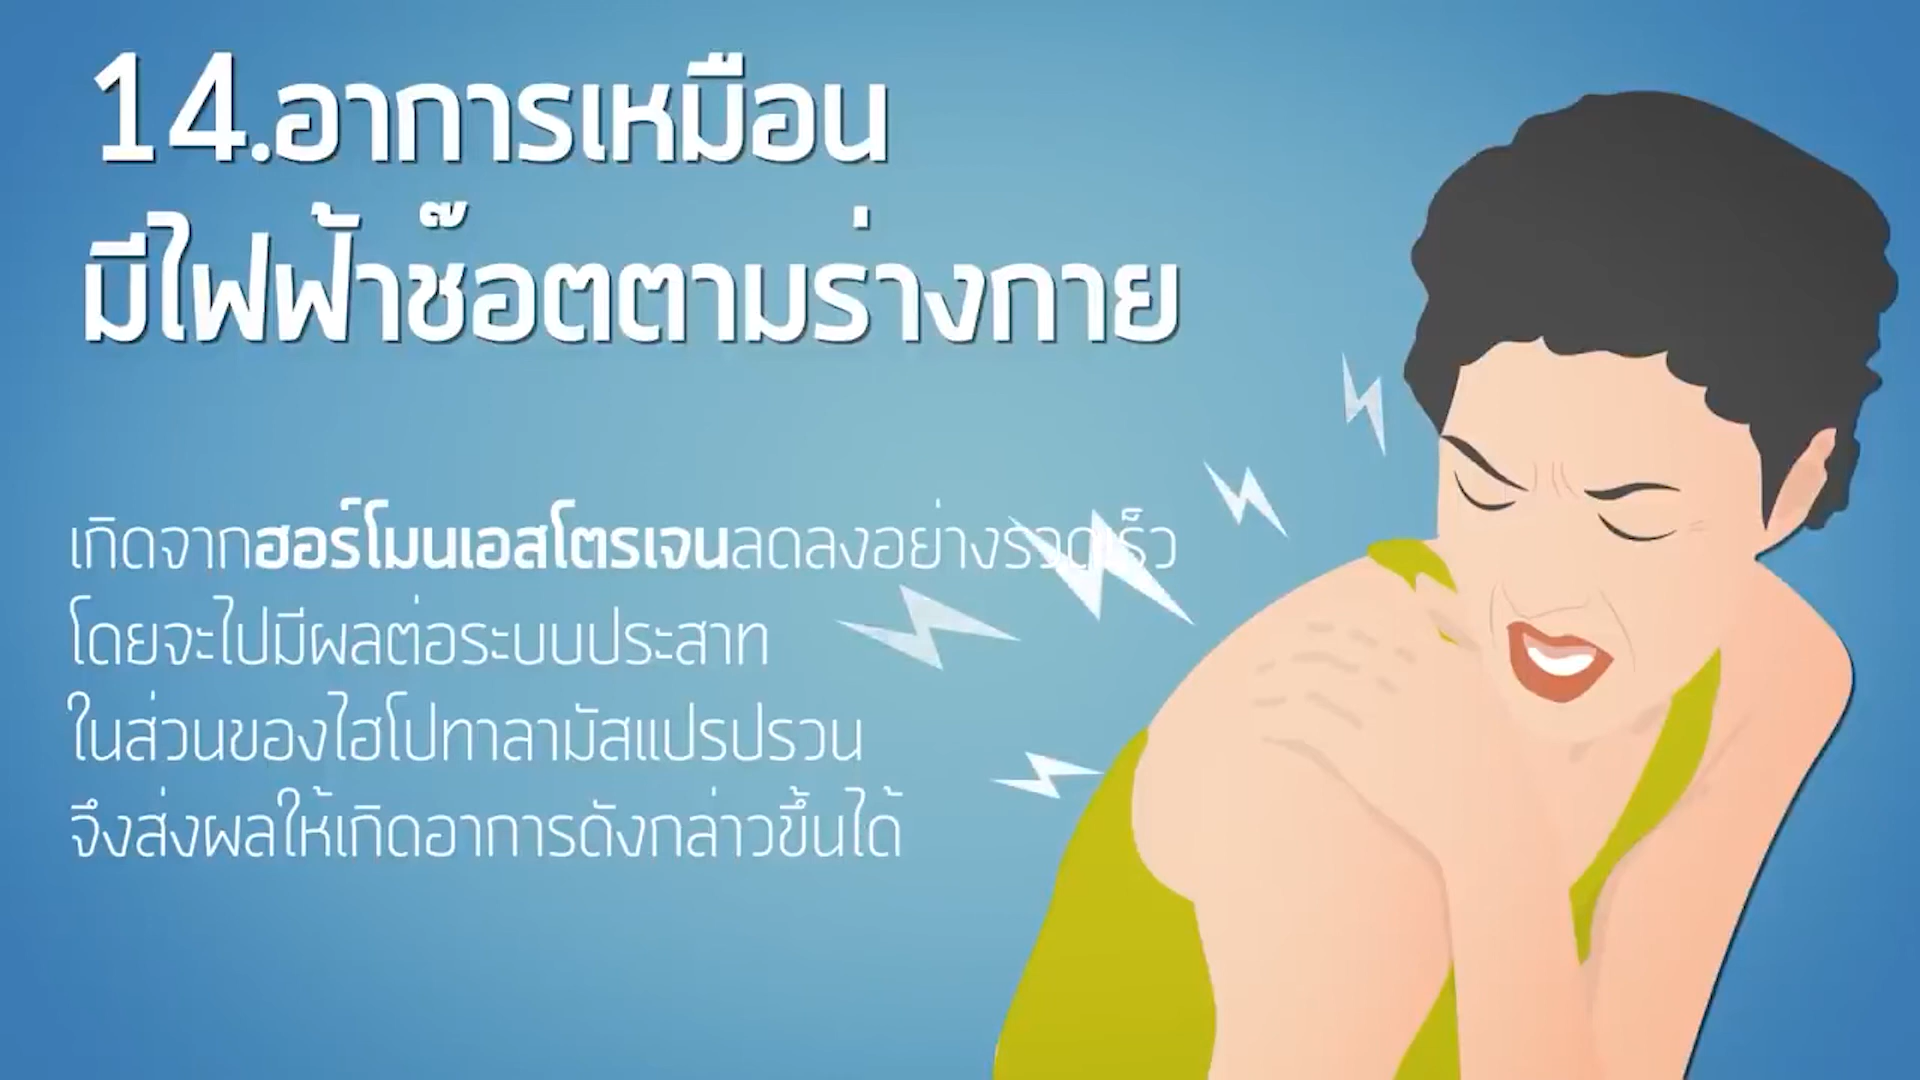 14.อาการเหมือน
มีไฟฟ้าช๊อตตามร่างกาย
เกิดจากฮอร์โมนเอสโตรเจนลดลงอย่างรวดเร็ว
โดยจะไปมีผลต่อระบบประสาท
ในส่วนของไฮโปทาลามัสแปรปรวน
จึงส่งผลให้เกิดอาการดังกล่าวขึ้นได้